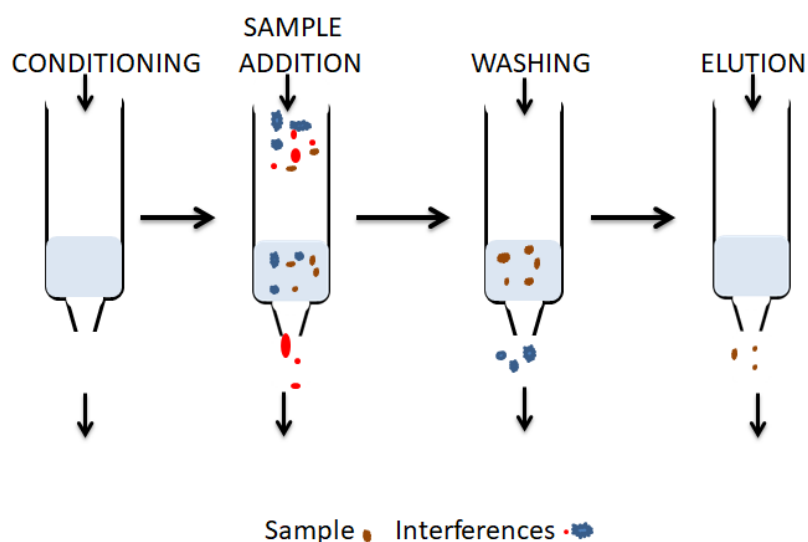 CONDITIONING
SAMPLE
ADDITION
WASHING
ELUTION
Sample
Interferences